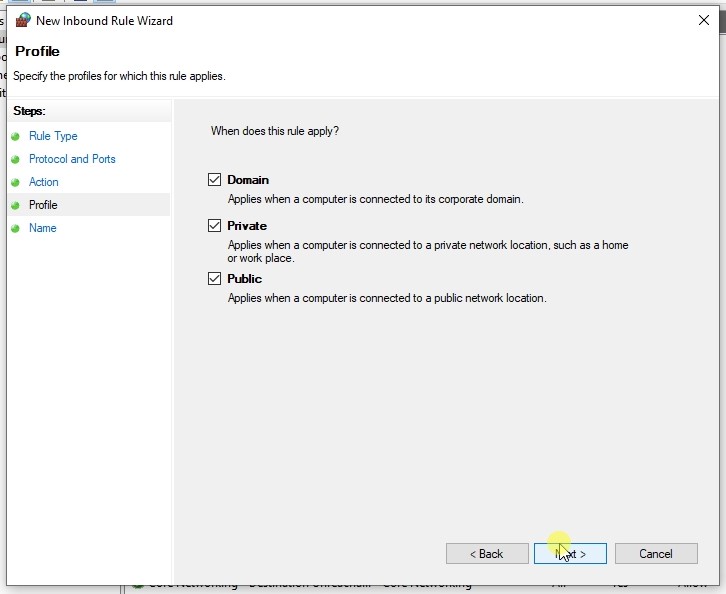 New Inbound Rule Wizard
Profile
Specify the profiles for which this rule applies.
Steps:
Rule Type
Protocol and Ports
Action
Profile
Name
When does this rule apply?
Domain
Applies when a computer is connected to its corporate domain.
Private
Applies when a computer is connected to a private network location, such as a home
or work place.
Public
Applies when a computer is connected to a public network location.
< Back
Next >
Cancel